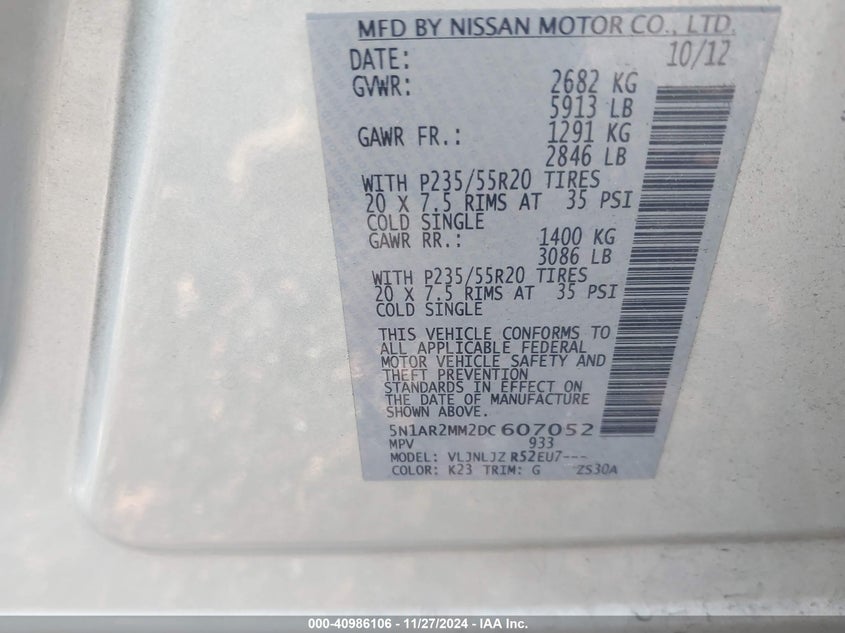 MFD BY NISSAN MOTOR CO., LTD.
DATE: 10/12
GVWR: 2682 KG
5913 LB
GAWR FR.: 1291 KG
2846 LB
WITH P235/55R20 TIRES
20 X 7.5 RIMS AT 35 PSI
COLD SINGLE
GAWR RR.: 1400 KG
3086 LB
WITH P235/55R20 TIRES
20 X 7.5 RIMS AT 35 PSI
COLD SINGLE
THIS VEHICLE CONFORMS TO
ALL APPLICABLE FEDERAL
MOTOR VEHICLE SAFETY AND
THEFT PREVENTION
STANDARDS IN EFFECT ON
THE DATE OF MANUFACTURE
SHOWN ABOVE.
5N1AR2MM2DC607052
MPV 933
MODEL: VLJNLJZ R52EU7---
COLOR: K23 TRIM: G ZS30A
000-40986106 - 11/27/2024 - IAA Inc.